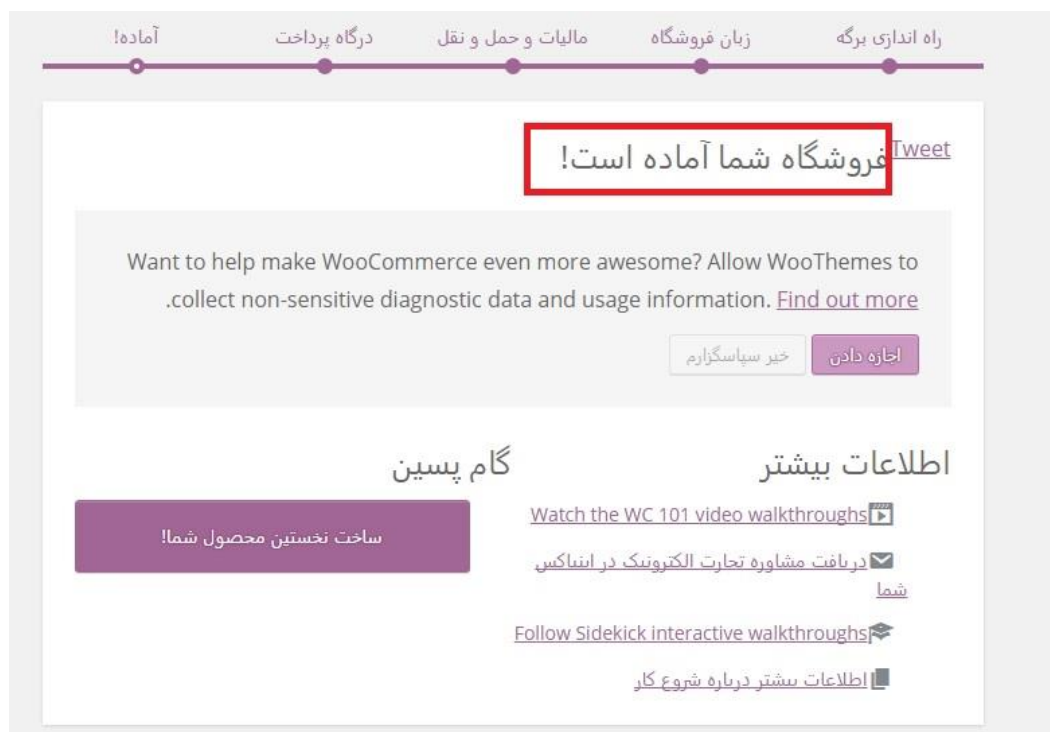 راه اندازی برگه
زبان فروشگاه
مالیات و حمل و نقل
درگاه پرداخت
آماده!
Tweet
فروشگاه شما آماده است!
Want to help make WooCommerce even more awesome? Allow WooThemes to
collect non-sensitive diagnostic data and usage information. Find out more.
اجازه دادن
خیر سپاسگزارم
اطلاعات بیشتر
Watch the WC 101 video walkthroughs
دریافت مشاوره تجارت الکترونیک در اینباکس
شما
Follow Sidekick interactive walkthroughs
اطلاعات بیشتر درباره شروع کار
گام پسین
ساخت نخستین محصول شما!